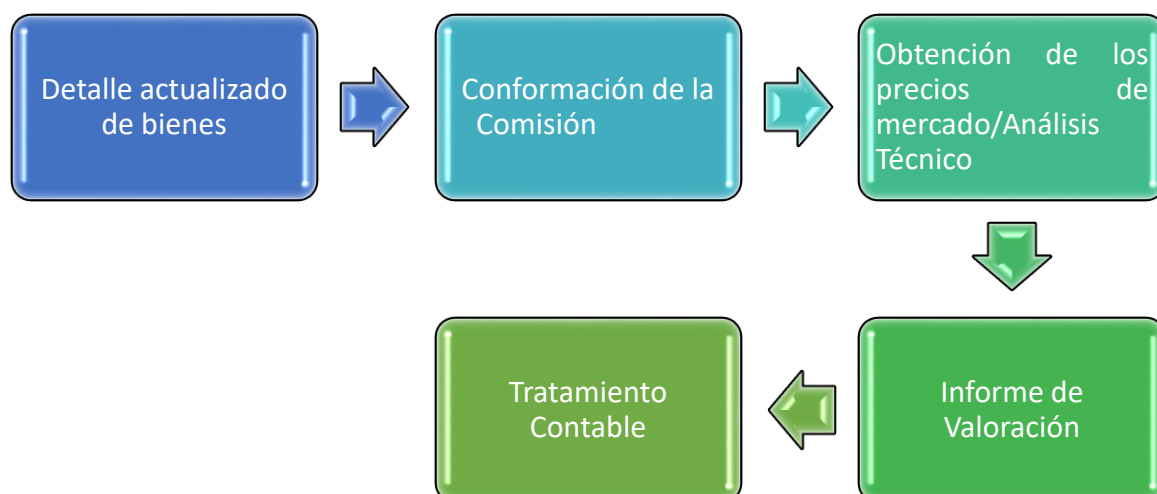 Detalle actualizado
de bienes
Conformación de la
Comisión
Obtención de los
precios de
mercado/Análisis
Técnico
Informe de
Valoración
Tratamiento
Contable